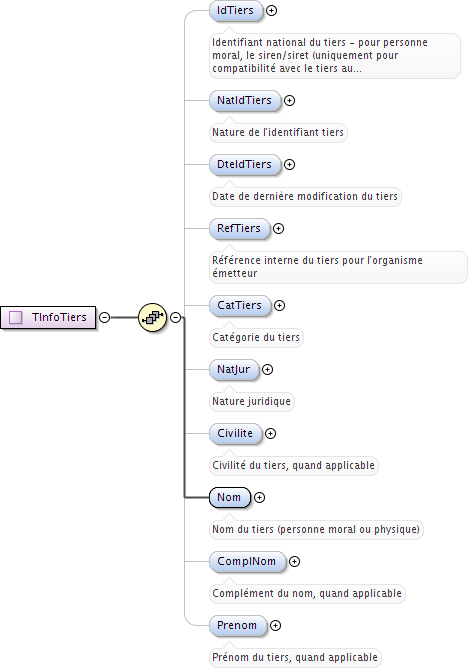 IdTiers
Identifiant national du tiers - pour personne
moral, le siren/siret (uniquement pour
compatibilité avec le tiers au...
NatIdTiers
Nature de l'identifiant tiers
DteIdTiers
Date de dernière modification du tiers
RefTiers
Référence interne du tiers pour l'organisme
émetteur
TInfoTiers
CatTiers
Catégorie du tiers
NatJur
Nature juridique
Civilite
Civilité du tiers, quand applicable
Nom
Nom du tiers (personne moral ou physique)
ComplNom
Complément du nom, quand applicable
Prenom
Prénom du tiers, quand applicable